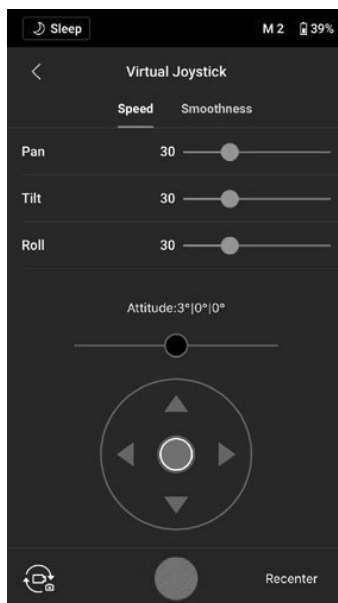 Sleep M 2 39%
Virtual Joystick
Speed Smoothness
Pan 30
Tilt 30
Roll 30
Attitude:3°|0°|0°
Recenter